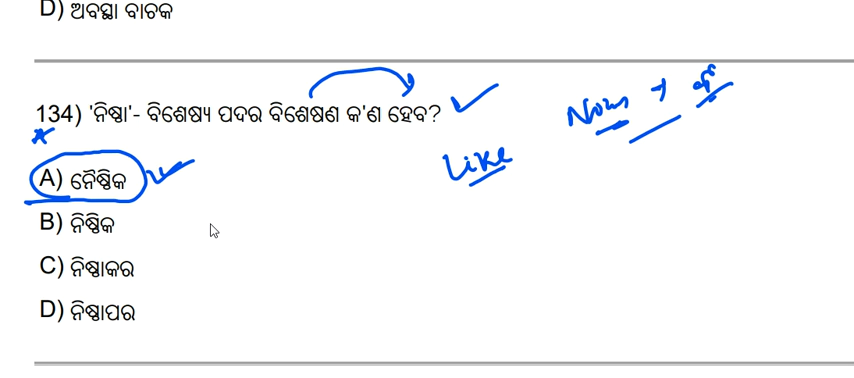 D) ଅବସ୍ଥା ବାଚକ
134) 'ନିଷ୍ଠା'- ବିଶେଷ୍ୟ ପଦର ବିଶେଷଣ କ'ଣ ହେବ?
Noun +
Like
A) ନୈଷ୍ଠିକ
B) ନିଷ୍ଠିକ
C) ନିଷ୍ଠାକର
D) ନିଷ୍ଠାପର